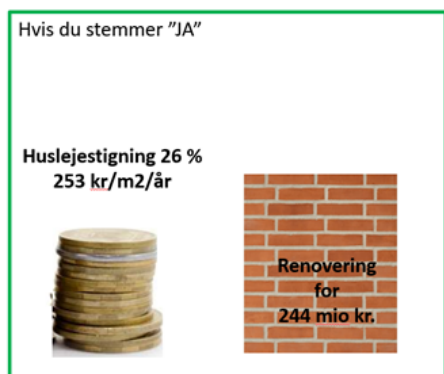 Hvis du stemmer ”JA”
Huslejestigning 26 %
253 kr/m2/år
Renovering
for
244 mio kr.